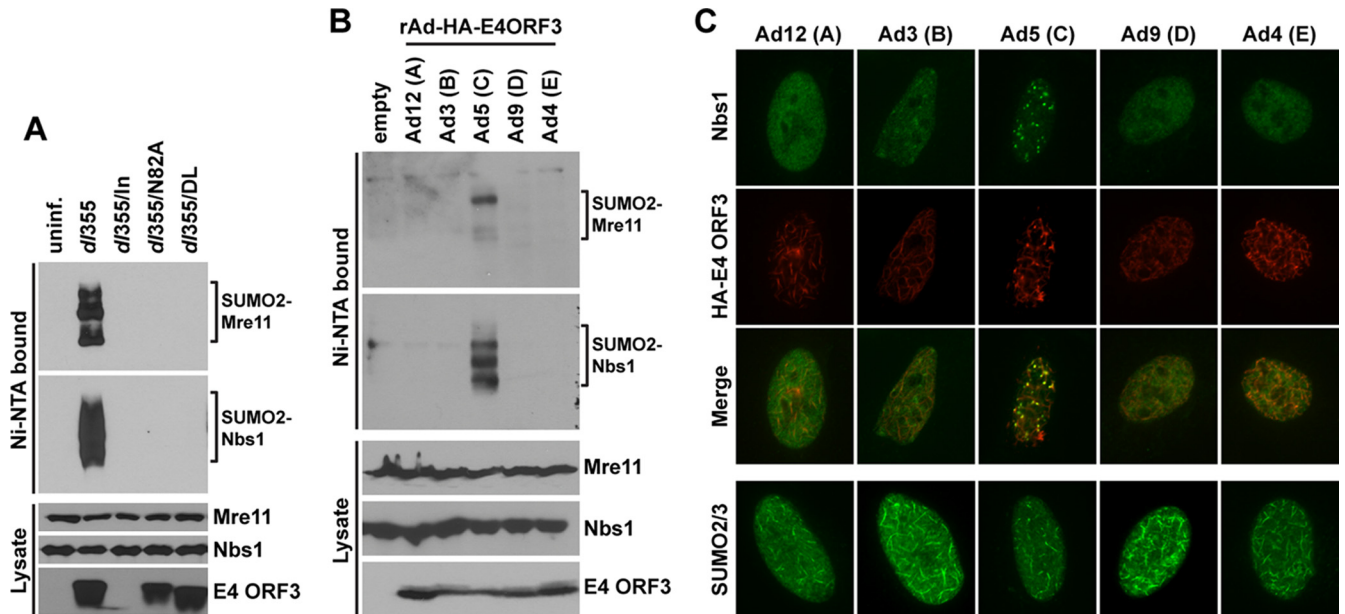 A
uninf.
dl355
dl355/In
dl355/N82A
dl355/DL
Ni-NTA bound
SUMO2-
Mre11
SUMO2-
Nbs1
Lysate
Mre11
Nbs1
E4 ORF3
B
rAd-HA-E4ORF3
empty
Ad12 (A)
Ad3 (B)
Ad5 (C)
Ad9 (D)
Ad4 (E)
Ni-NTA bound
SUMO2-
Mre11
SUMO2-
Nbs1
Lysate
Mre11
Nbs1
E4 ORF3
C
Ad12 (A)
Ad3 (B)
Ad5 (C)
Ad9 (D)
Ad4 (E)
Nbs1
HA-E4 ORF3
Merge
SUMO2/3